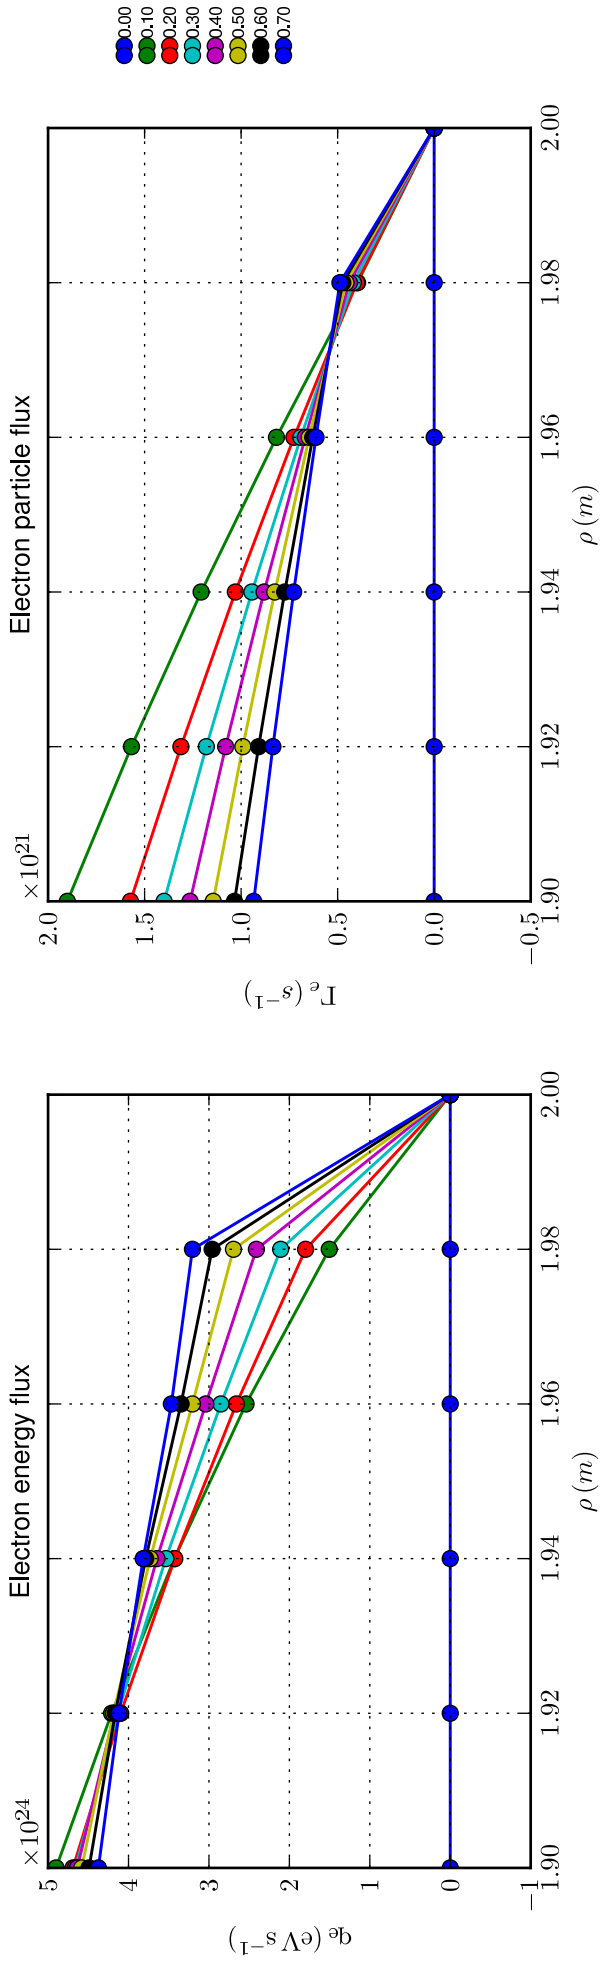 Electron energy flux
×10^24
5
4
3
2
1
0
−1
q_e (eV s^−1)
1.90 1.92 1.94 1.96 1.98 2.00
ρ (m)
Electron particle flux
×10^21
2.0
1.5
1.0
0.5
0.0
−0.5
Γ_e (s^−1)
1.90 1.92 1.94 1.96 1.98 2.00
ρ (m)
0.00
0.10
0.20
0.30
0.40
0.50
0.60
0.70